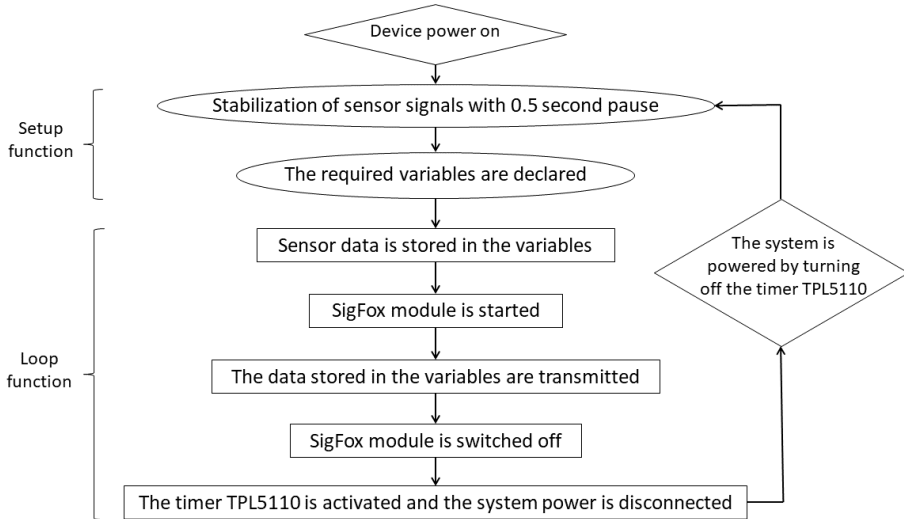 Device power on
Stabilization of sensor signals with 0.5 second pause
Setup
function
The required variables are declared
Sensor data is stored in the variables
The system is
powered by turning
off the timer TPL5110
SigFox module is started
Loop
function
The data stored in the variables are transmitted
SigFox module is switched off
The timer TPL5110 is activated and the system power is disconnected